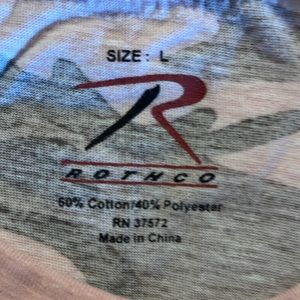 SIZE: L
ROTHCO
60% Cotton/40% Polyester
RN 37572
Made in China